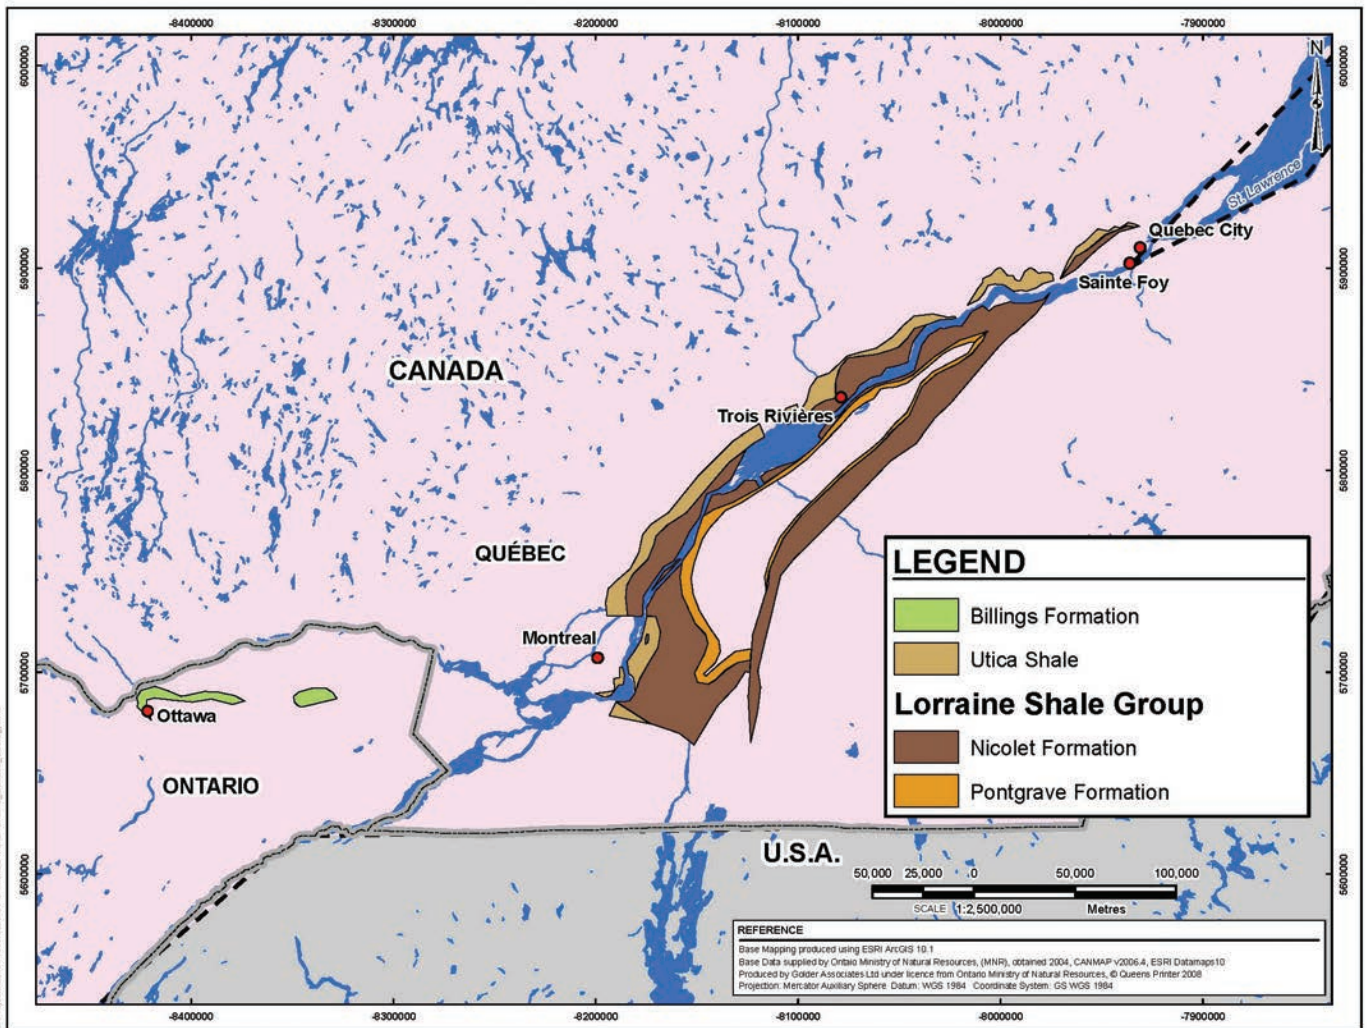 -8400000 -8300000 -8200000 -8100000 -8000000 -7900000
6000000 6000000
N
St. Lawrence
Quebec City
5900000 5900000
Sainte Foy
CANADA
Trois Rivières
5800000 5800000
QUÉBEC
LEGEND
Billings Formation
Montreal
Utica Shale
5700000 5700000
Lorraine Shale Group
Ottawa
Nicolet Formation
ONTARIO
Pontgrave Formation
U.S.A.
5600000 5600000
50,000 25,000 0 50,000 100,000
SCALE 1:2,500,000 Metres
REFERENCE
Base Mapping produced using ESRI ArcGIS 10.1
Base Data supplied by Ontario Ministry of Natural Resources, (MNR), obtained 2004, CANMAP v2006.4, ESRI Datamaps10
Produced by Golder Associates Ltd under licence from Ontario Ministry of Natural Resources, © Queens Printer 2008
Projection: Mercator Auxiliary Sphere Datum: WGS 1984 Coordinate System: GS WGS 1984
-8400000 -8300000 -8200000 -8100000 -8000000 -7900000